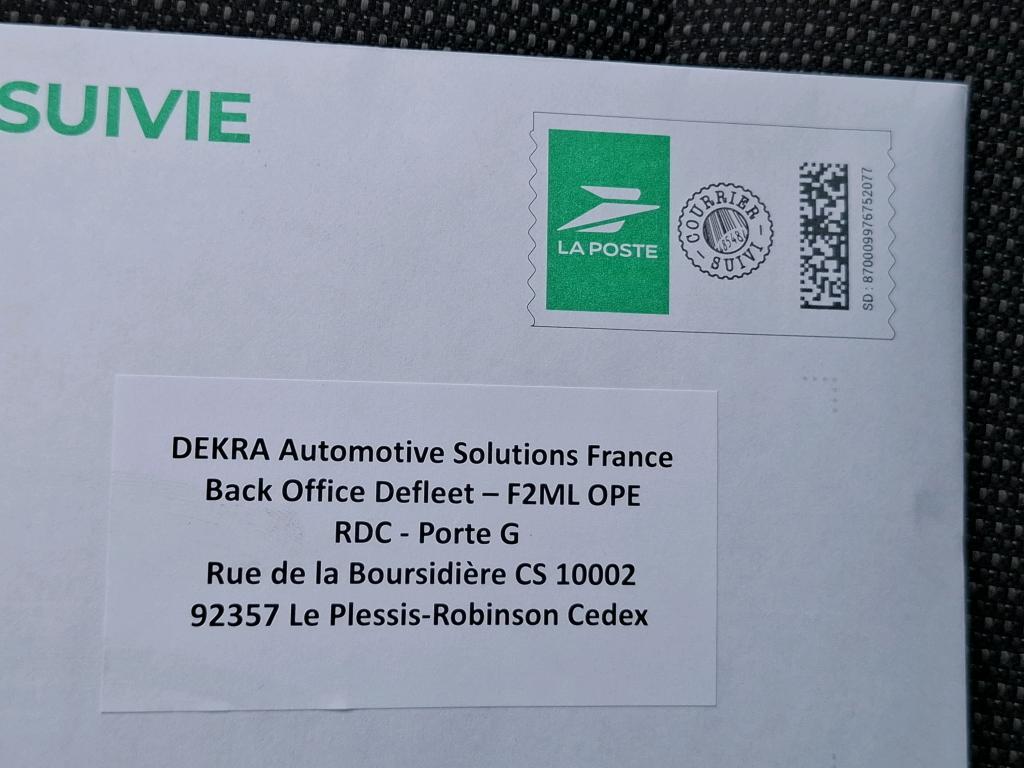 SUIVIE
LA POSTE
COURRIER
SUIVI
SD : 870009976752077
DEKRA Automotive Solutions France
Back Office Defleet – F2ML OPE
RDC - Porte G
Rue de la Boursidière CS 10002
92357 Le Plessis-Robinson Cedex